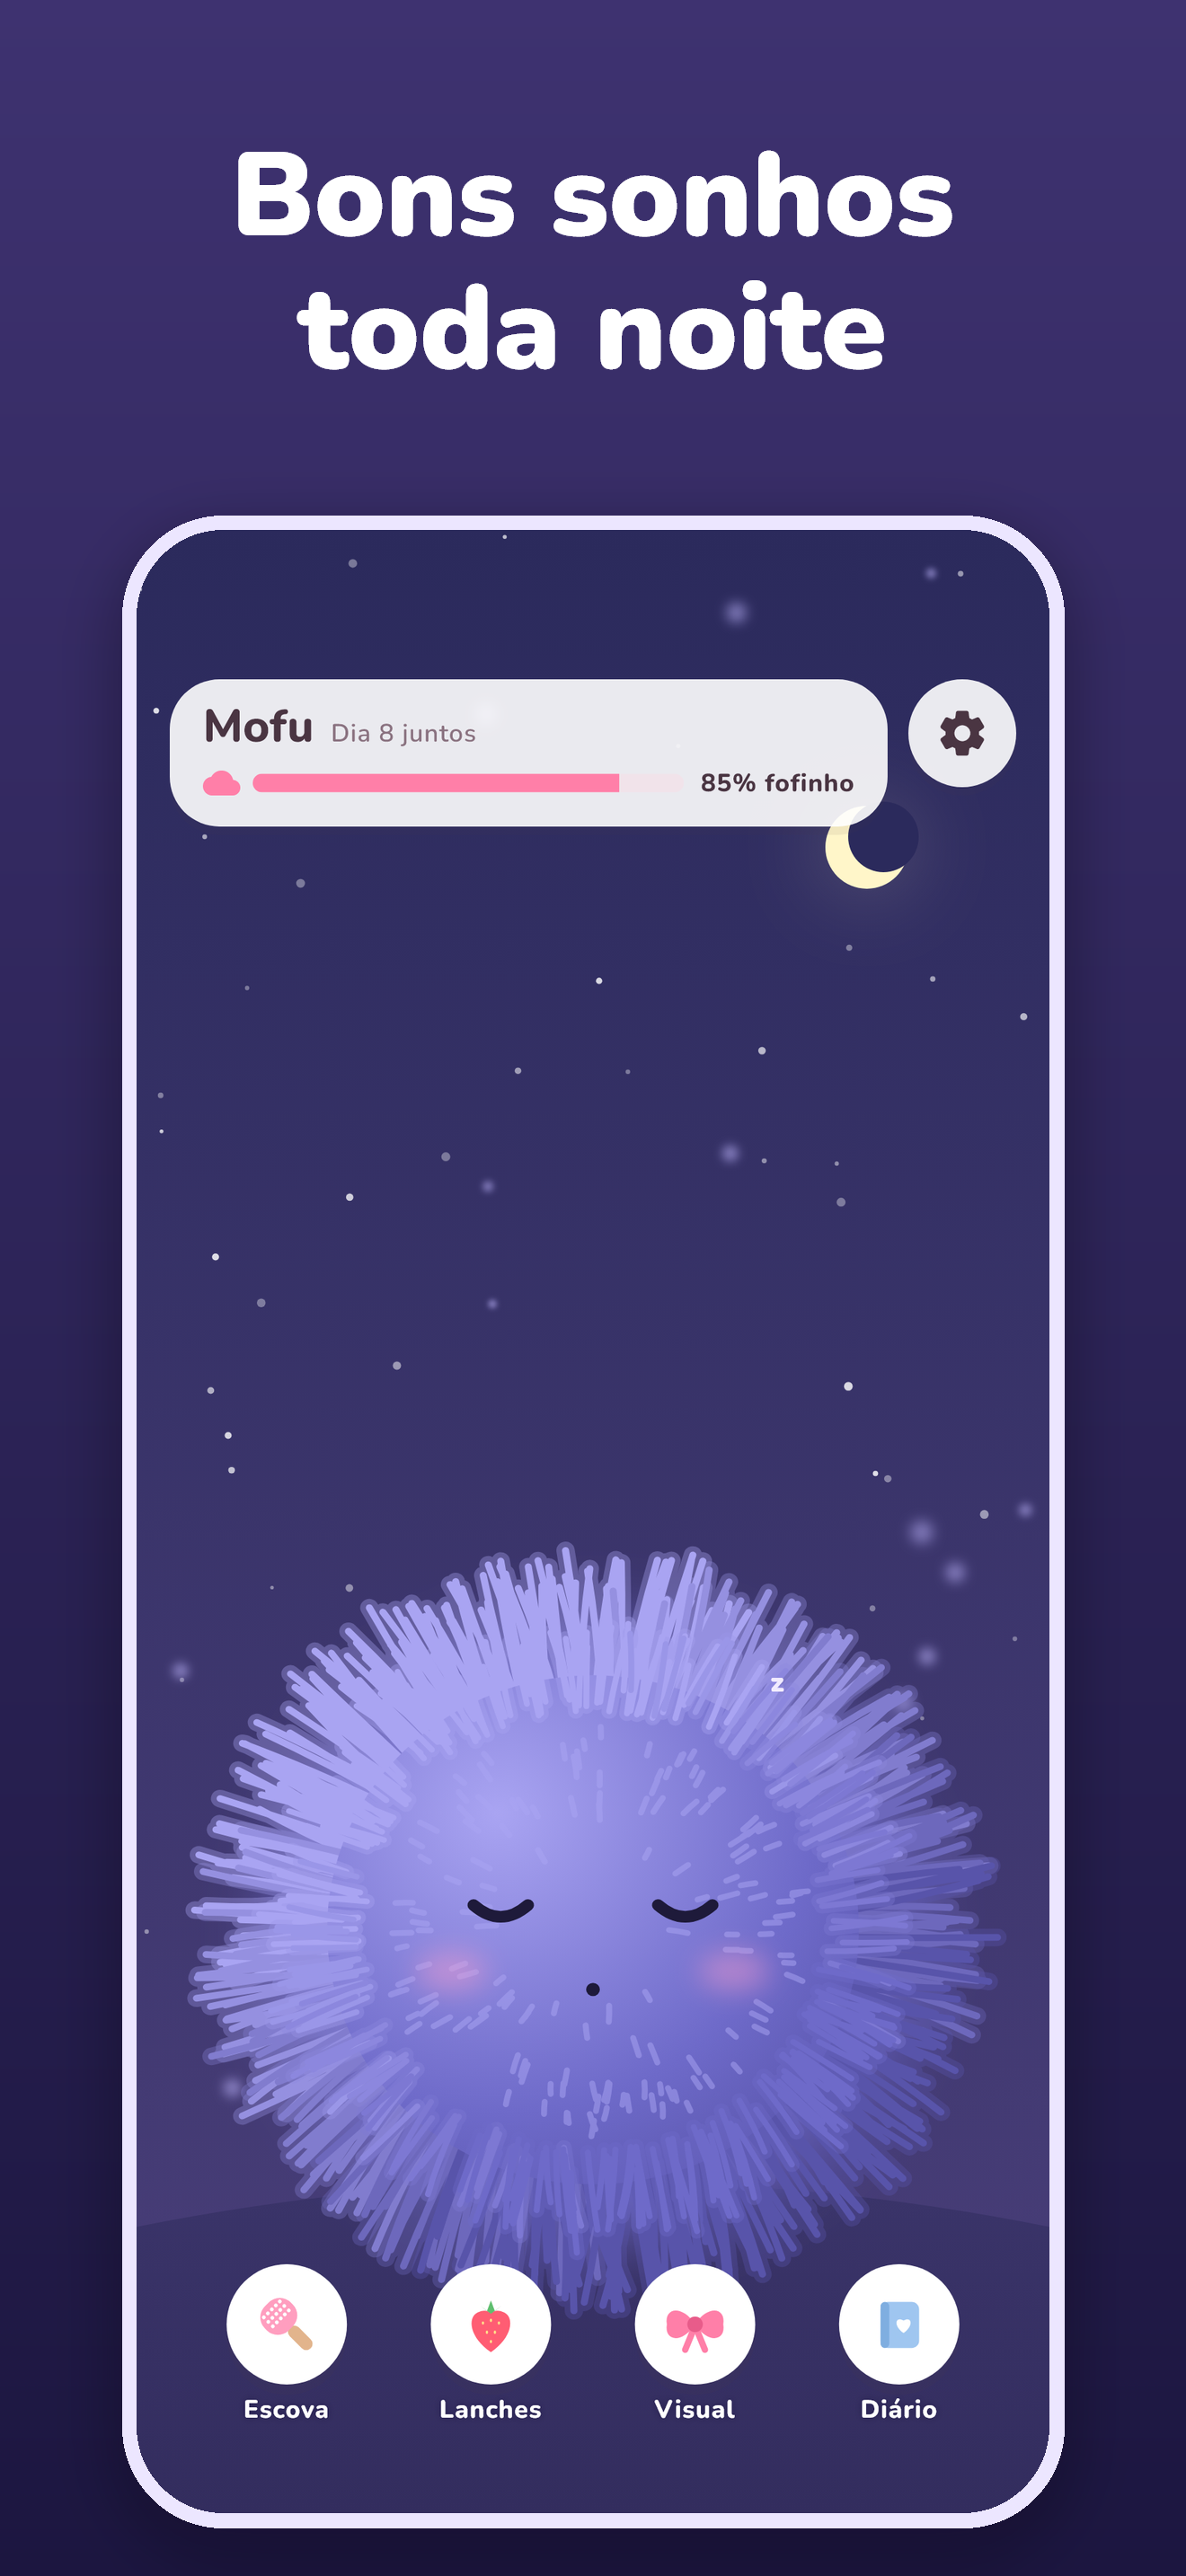 Bons sonhos
toda noite
Mofu Dia 8 juntos
85% fofinho
z
Escova Lanches Visual Diário